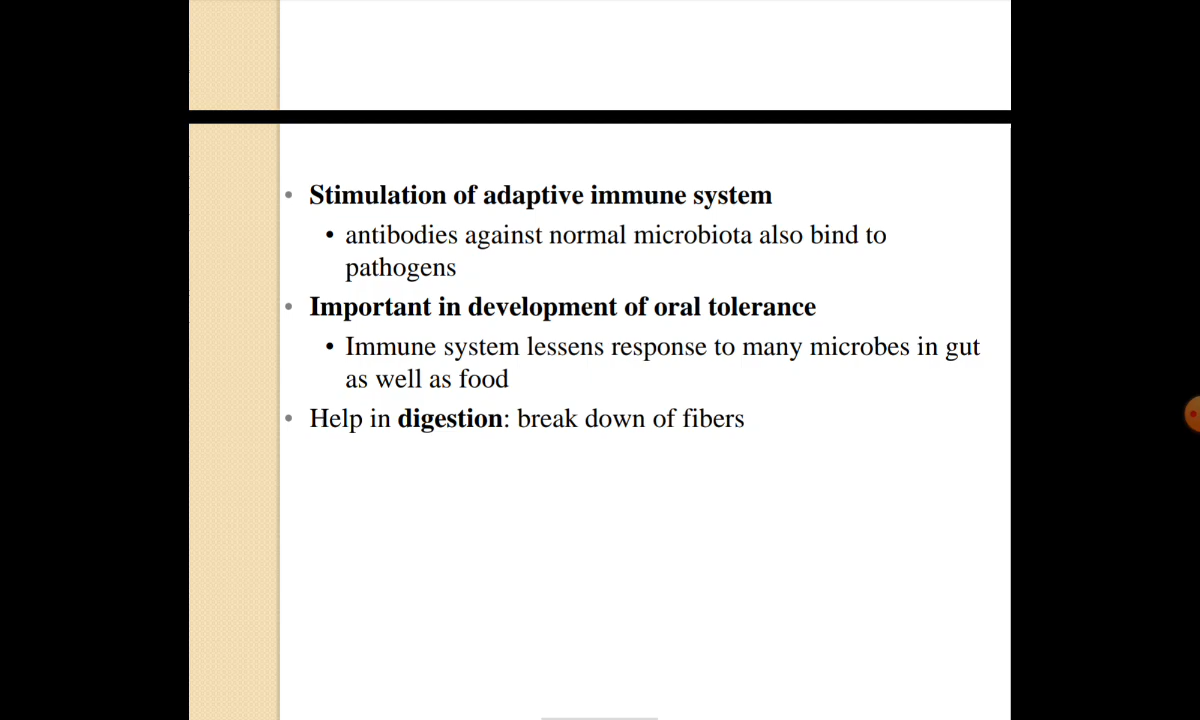 • Stimulation of adaptive immune system
• antibodies against normal microbiota also bind to
pathogens
• Important in development of oral tolerance
• Immune system lessens response to many microbes in gut
as well as food
• Help in digestion: break down of fibers